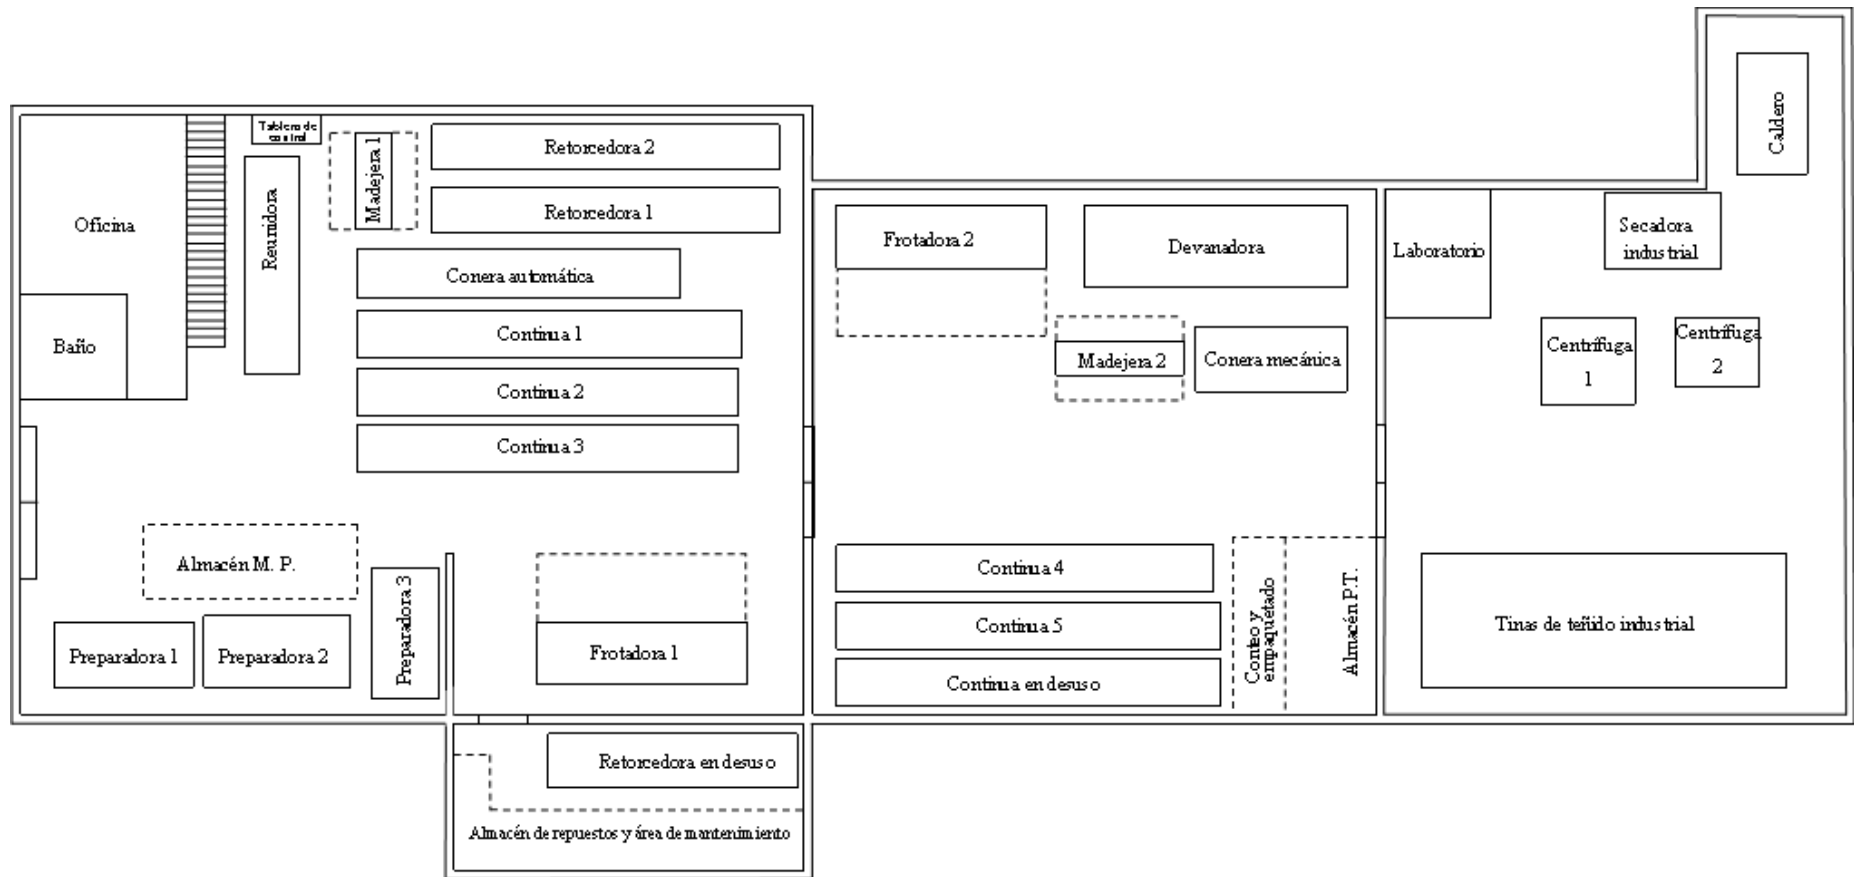 Tablero de
control
Oficina
Baño
Reunidora
Madejera 1
Retorcedora 2
Retorcedora 1
Conera automática
Continua 1
Continua 2
Continua 3
Almacén M. P.
Preparadora 1
Preparadora 2
Preparadora 3
Frotadora 1
Retorcedora en desuso
Almacén de repuestos y área de mantenimiento
Frotadora 2
Devanadora
Madejera 2
Conera mecánica
Continua 4
Continua 5
Continua en desuso
Conteo y
empaquetado
Almacén P.T.
Laboratorio
Secadora
industrial
Caldero
Centrífuga
1
Centrífuga
2
Tinas de teñido industrial